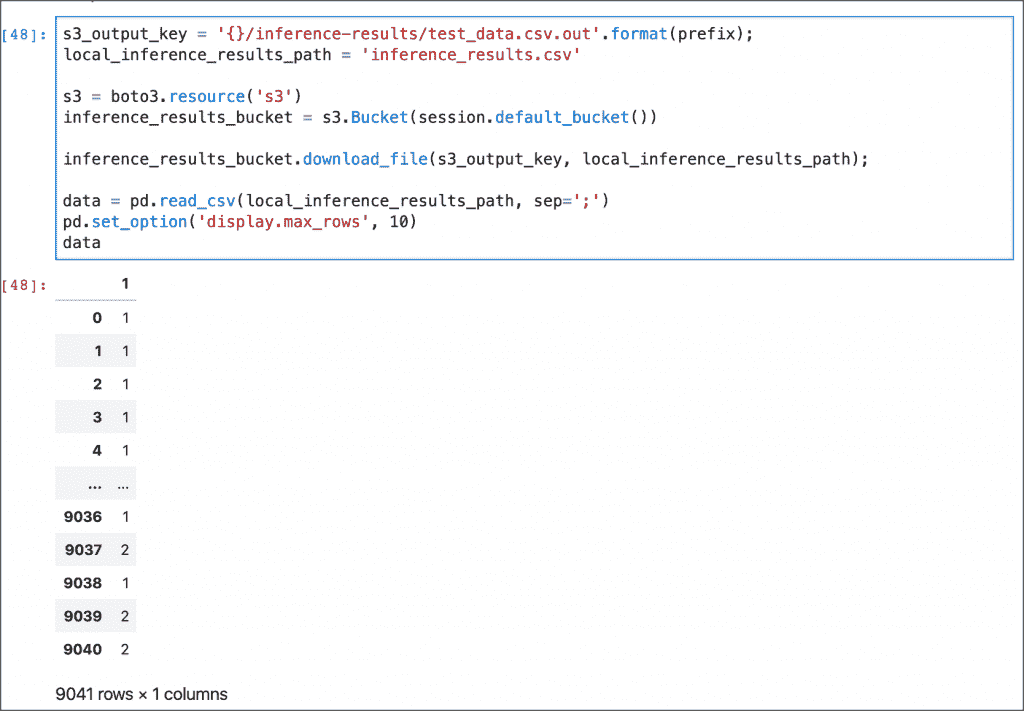 [48]: s3_output_key = '{}/inference-results/test_data.csv.out'.format(prefix);
local_inference_results_path = 'inference_results.csv'
s3 = boto3.resource('s3')
inference_results_bucket = s3.Bucket(session.default_bucket())
inference_results_bucket.download_file(s3_output_key, local_inference_results_path);
data = pd.read_csv(local_inference_results_path, sep=';')
pd.set_option('display.max_rows', 10)
data
[48]: 1
0 1
1 1
2 1
3 1
4 1
... ...
9036 1
9037 2
9038 1
9039 2
9040 2
9041 rows × 1 columns